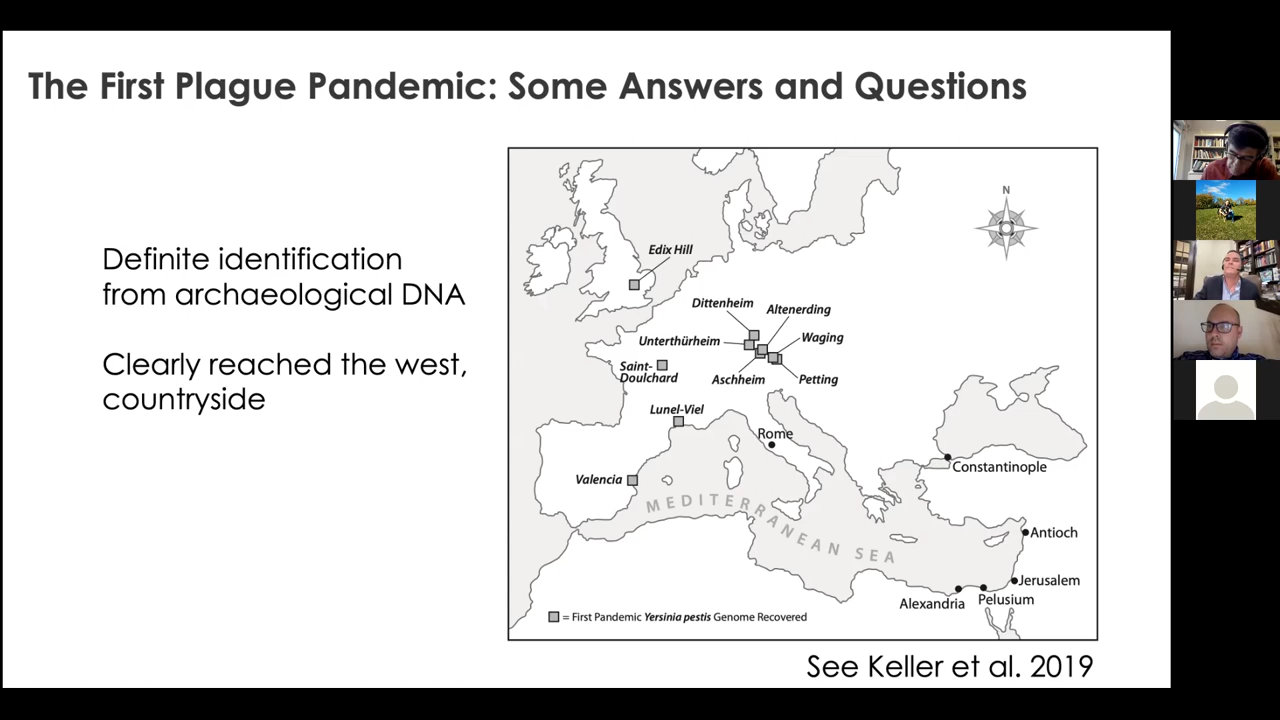 The First Plague Pandemic: Some Answers and Questions
Definite identification
from archaeological DNA
Clearly reached the west,
countryside
N
Edix Hill
Dittenheim
Altenerding
Unterthürheim
Waging
Saint-
Doulchard
Aschheim
Petting
Lunel-Viel
Rome
Constantinople
Valencia
MEDITERRANEAN SEA
Antioch
Jerusalem
Alexandria
Pelusium
= First Pandemic Yersinia pestis Genome Recovered
See Keller et al. 2019